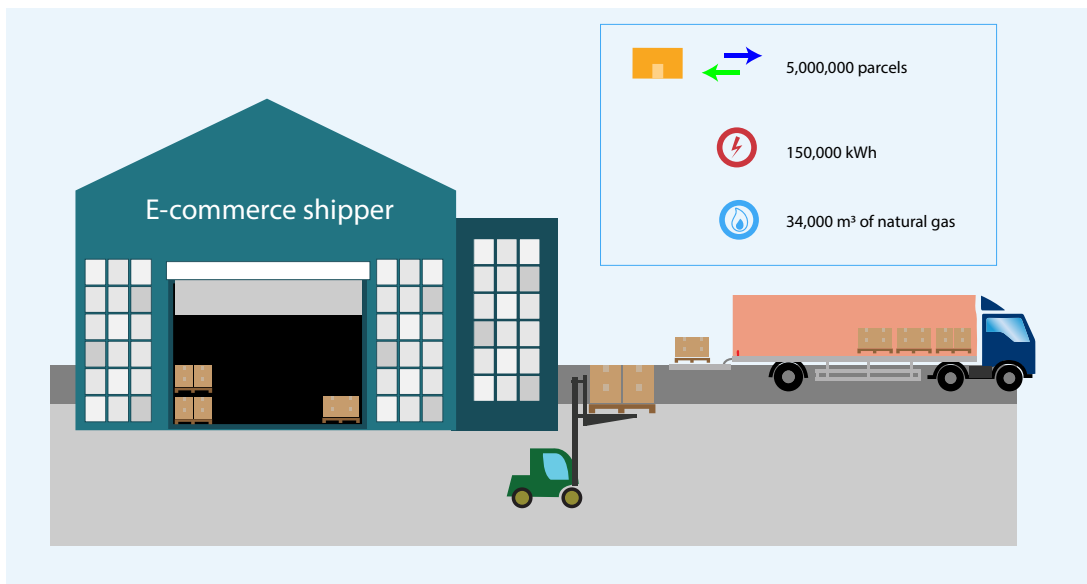 5,000,000 parcels
150,000 kWh
E-commerce shipper
34,000 m³ of natural gas